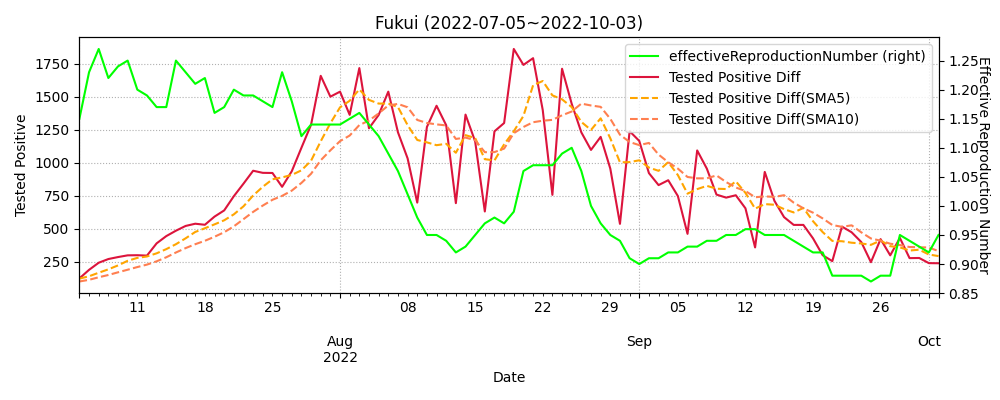 Fukui (2022-07-05~2022-10-03)
effectiveReproductionNumber (right)
Tested Positive Diff
Tested Positive Diff(SMA5)
Tested Positive Diff(SMA10)
Tested Positive
1750
1500
1250
1000
750
500
250
Effective Reproduction Number
1.25
1.20
1.15
1.10
1.05
1.00
0.95
0.90
0.85
11 18 25 08 15 22 29 05 12 19 26
Aug Sep Oct
2022
Date